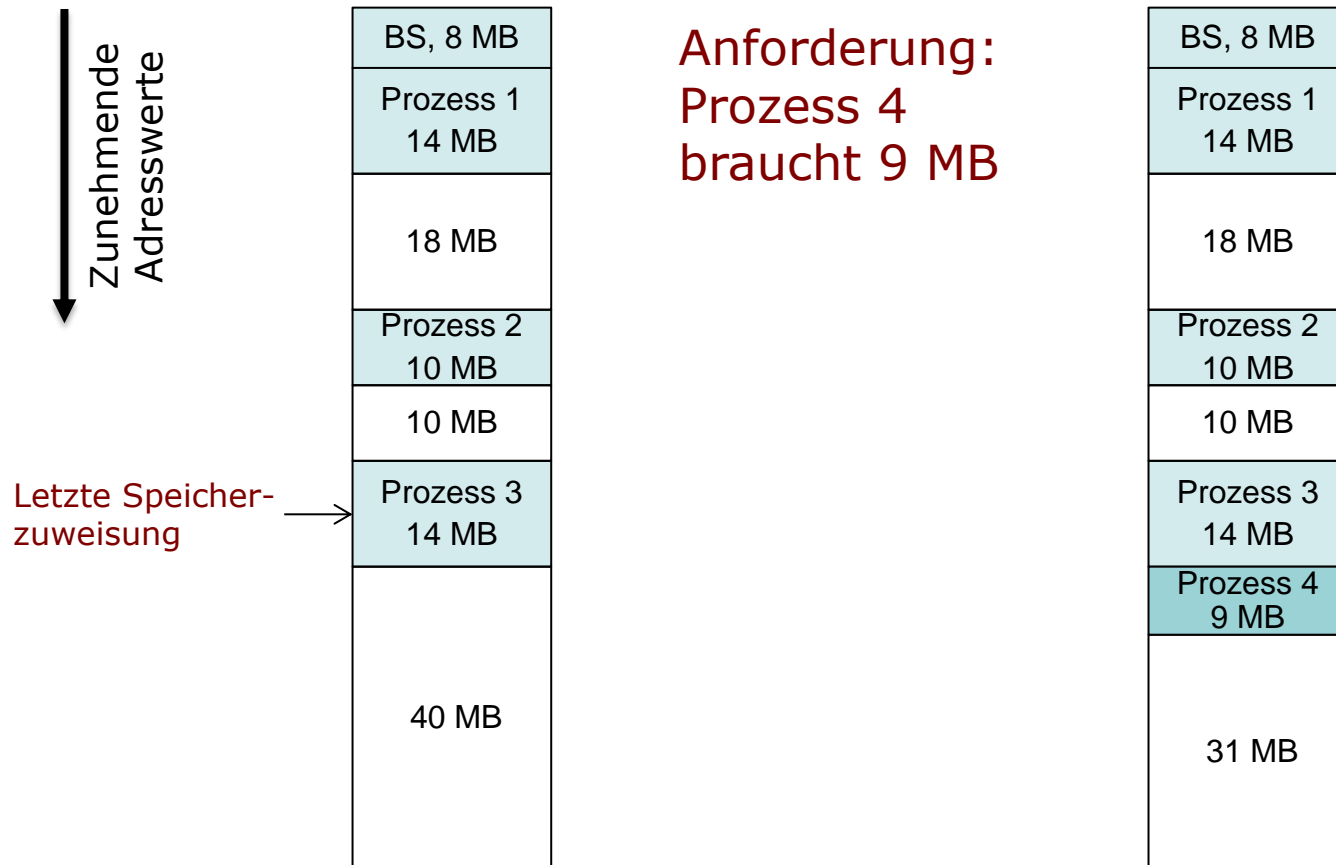 Zunehmende
Adresswerte
BS, 8 MB
Prozess 1
14 MB
18 MB
Prozess 2
10 MB
10 MB
Prozess 3
14 MB
40 MB
Letzte Speicher-
zuweisung
Anforderung:
Prozess 4
braucht 9 MB
BS, 8 MB
Prozess 1
14 MB
18 MB
Prozess 2
10 MB
10 MB
Prozess 3
14 MB
Prozess 4
9 MB
31 MB